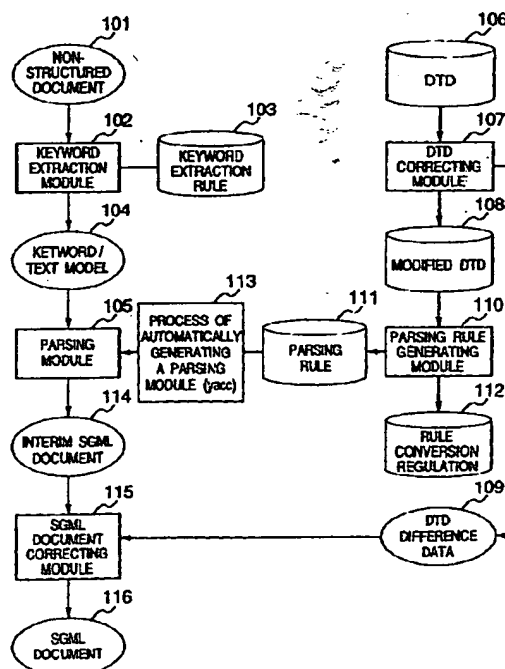 101
NON-
STRUCTURED
DOCUMENT
102
KEYWORD
EXTRACTION
MODULE
103
KEYWORD
EXTRACTION
RULE
104
KETWORD /
TEXT MODEL
105
PARSING
MODULE
113
PROCESS OF
AUTOMATICALLY
GENERATING
A PARSING
MODULE (yacc)
111
PARSING
RULE
106
DTD
107
DTD
CORRECTING
MODULE
108
MODIFIED DTD
110
PARSING RULE
GENERATING
MODULE
112
RULE
CONVERSION
REGULATION
114
INTERIM SGML
DOCUMENT
115
SGML
DOCUMENT
CORRECTING
MODULE
109
DTD
DIFFERENCE
DATA
116
SGML
DOCUMENT